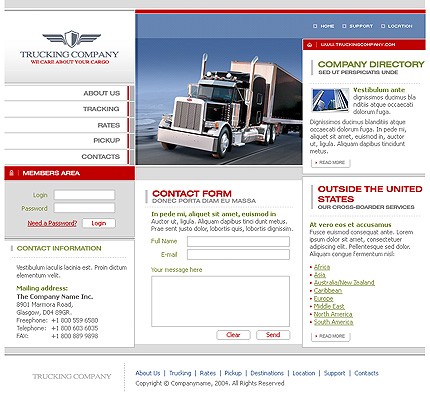 HOME
SUPPORT
LOCATION
TRUCKING COMPANY
WE CARE ABOUT YOUR CARGO
ABOUT US
TRACKING
RATES
PICKUP
CONTACTS
MEMBERS AREA
Login
Password
Need a Password?
Login
CONTACT INFORMATION
Vestibulum iaculis lacinia est. Proin dictum
elementum velit.
Mailing address:
The Company Name Inc.
8901 Marmora Road,
Glasgow, D04 89GR.
Freephone: +1 800 559 6580
Telephone: +1 800 603 6035
FAX: +1 800 889 9898
CONTACT FORM
DONEC PORTA DIAM EU MASSA
In pede mi, aliquet sit amet, euismod in
Auctor ut, ligula. Aliquam dapibus tincidunt metus.
Prae sent justo dolor, lobortis quis, lobortis dignissim.
Full Name
E-mail
Your message here
Clear
Send
WWW.TRUCKINGCOMPANY.COM
COMPANY DIRECTORY
SED UT PERSPICIATIS UNDE
Vestibulum ante
dignissimos ducimus bla
nditis atque occaecati
dolorum fuga.
Dignissimos ducimus blanditiis atque
occaecati dolorum fuga. In pede mi,
aliquet sit amet, euismod in, auctor
ut, ligula. Aliquam dapibus tincidunt
READ MORE
OUTSIDE THE UNITED
STATES
OUR CROSS-BOARDER SERVICES
At vero eos et accusamus
Fusce euismod consequat ante. Lorem
ipsum dolor sit amet, consectetuer
adipiscing elit. Pellentesque dolor.
Aliquam congue fermentum nisl:
Africa
Asia
Australia/New Zealand
Caribbean
Europe
Middle East
North America
South America
READ MORE
TRUCKING COMPANY
About Us | Trucking | Rates | Pickup | Destinations | Location | Support | Contacts
Copyright © Companyname, 2004. All Rights Reserved